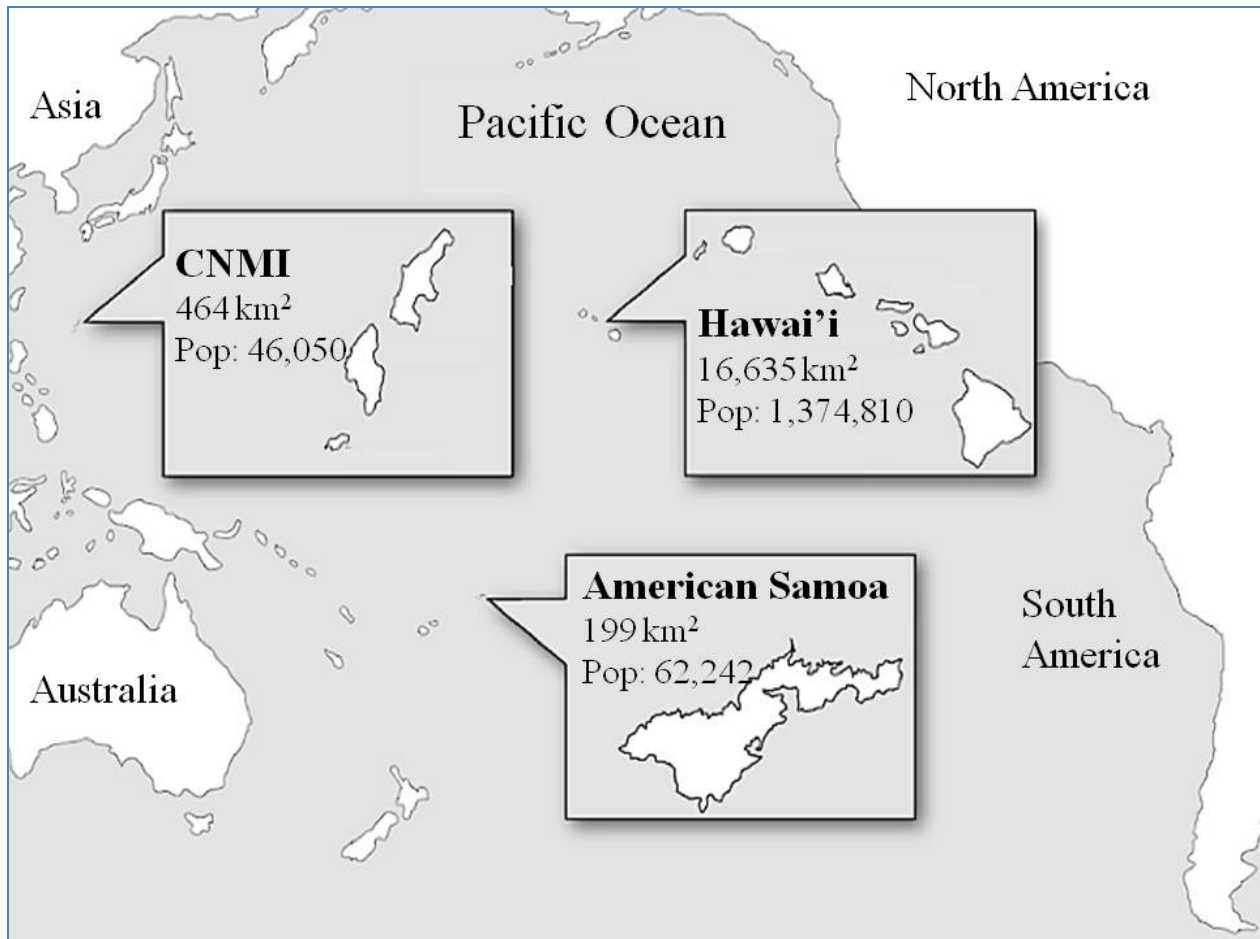 Asia
Pacific Ocean
North America
CNMI
464 km²
Pop: 46,050
Hawai’i
16,635 km²
Pop: 1,374,810
American Samoa
199 km²
Pop: 62,242
Australia
South
America